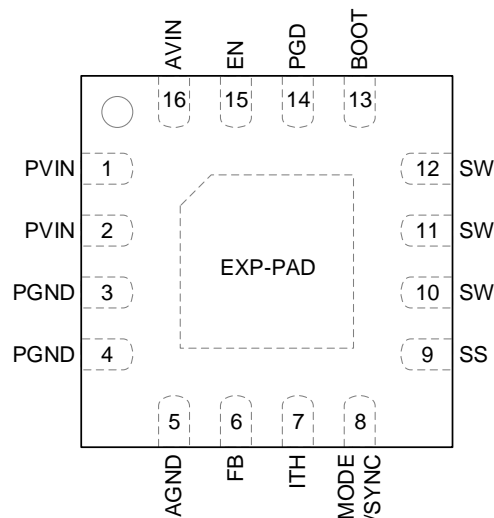 AVIN
EN
PGD
BOOT
16
15
14
13
PVIN 1
12 SW
PVIN 2
11 SW
EXP-PAD
PGND 3
10 SW
PGND 4
9 SS
5
6
7
8
AGND
FB
ITH
MODE
/SYNC